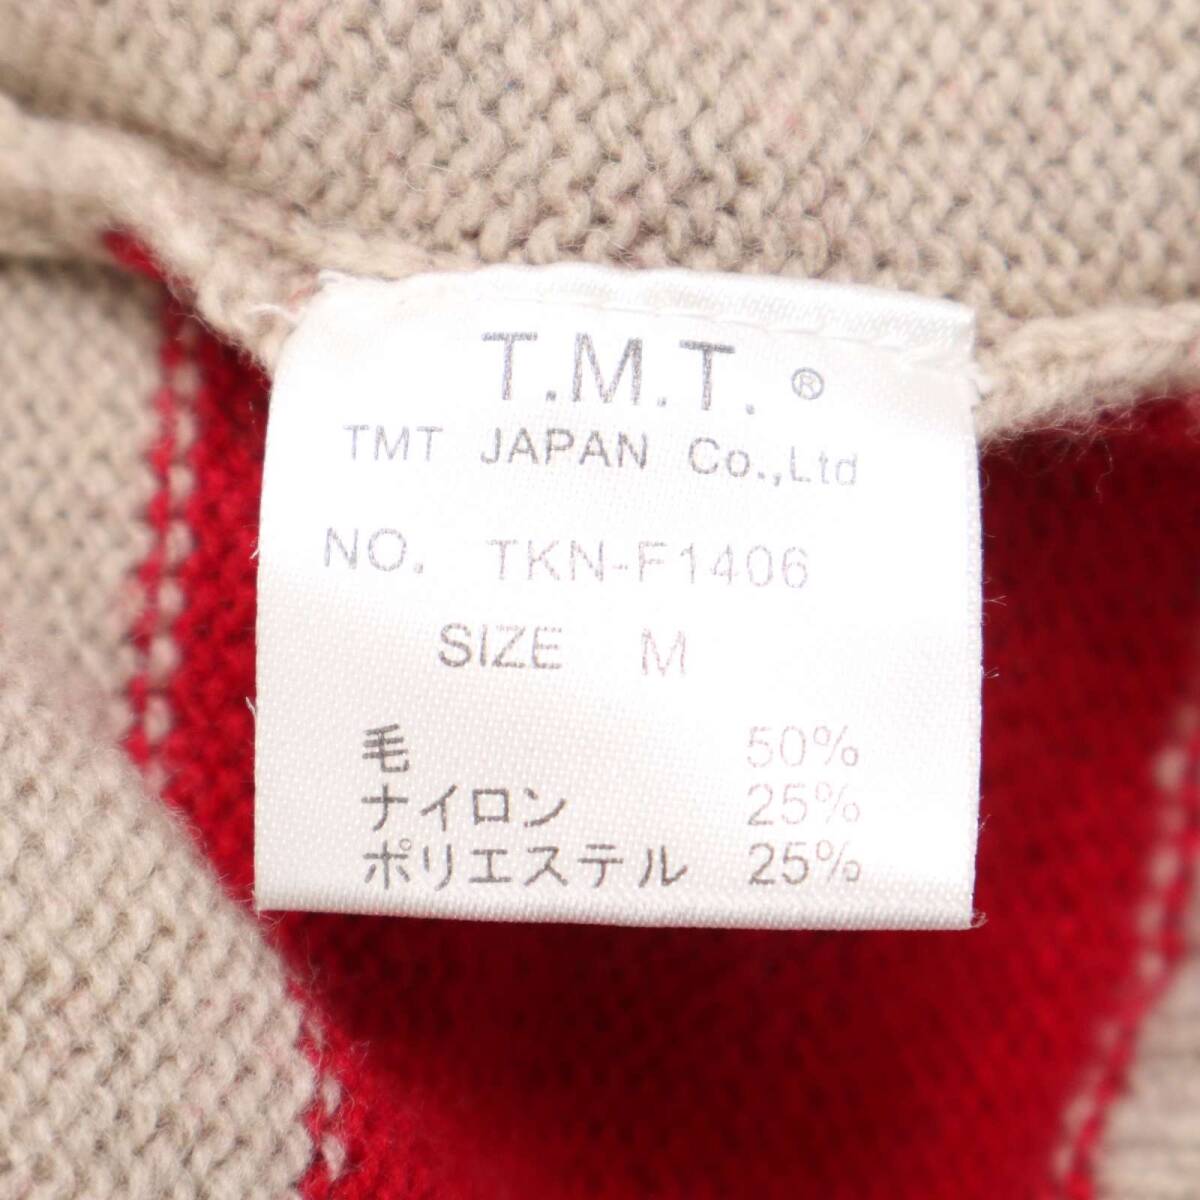 T.M.T.®
TMT JAPAN Co.,Ltd
NO. TKN-F1406
SIZE M
毛 50%
ナイロン 25%
ポリエステル 25%